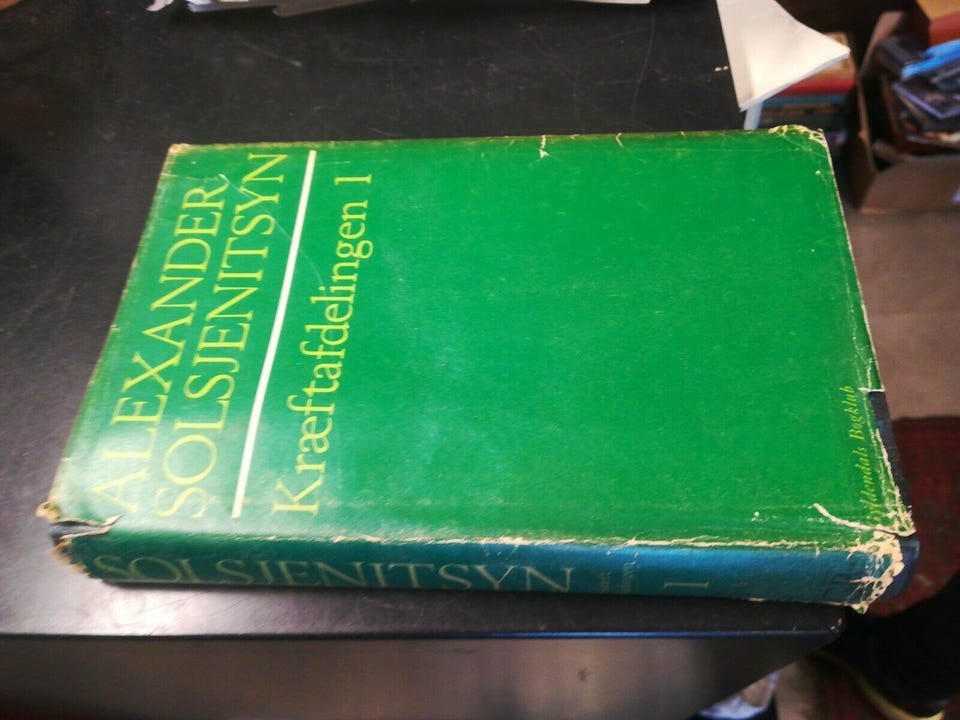 ALEXANDER
SOLSJENITSYN
Kræftafdelingen 1
Gyldendals Bogklub
SOLSJENITSYN
1